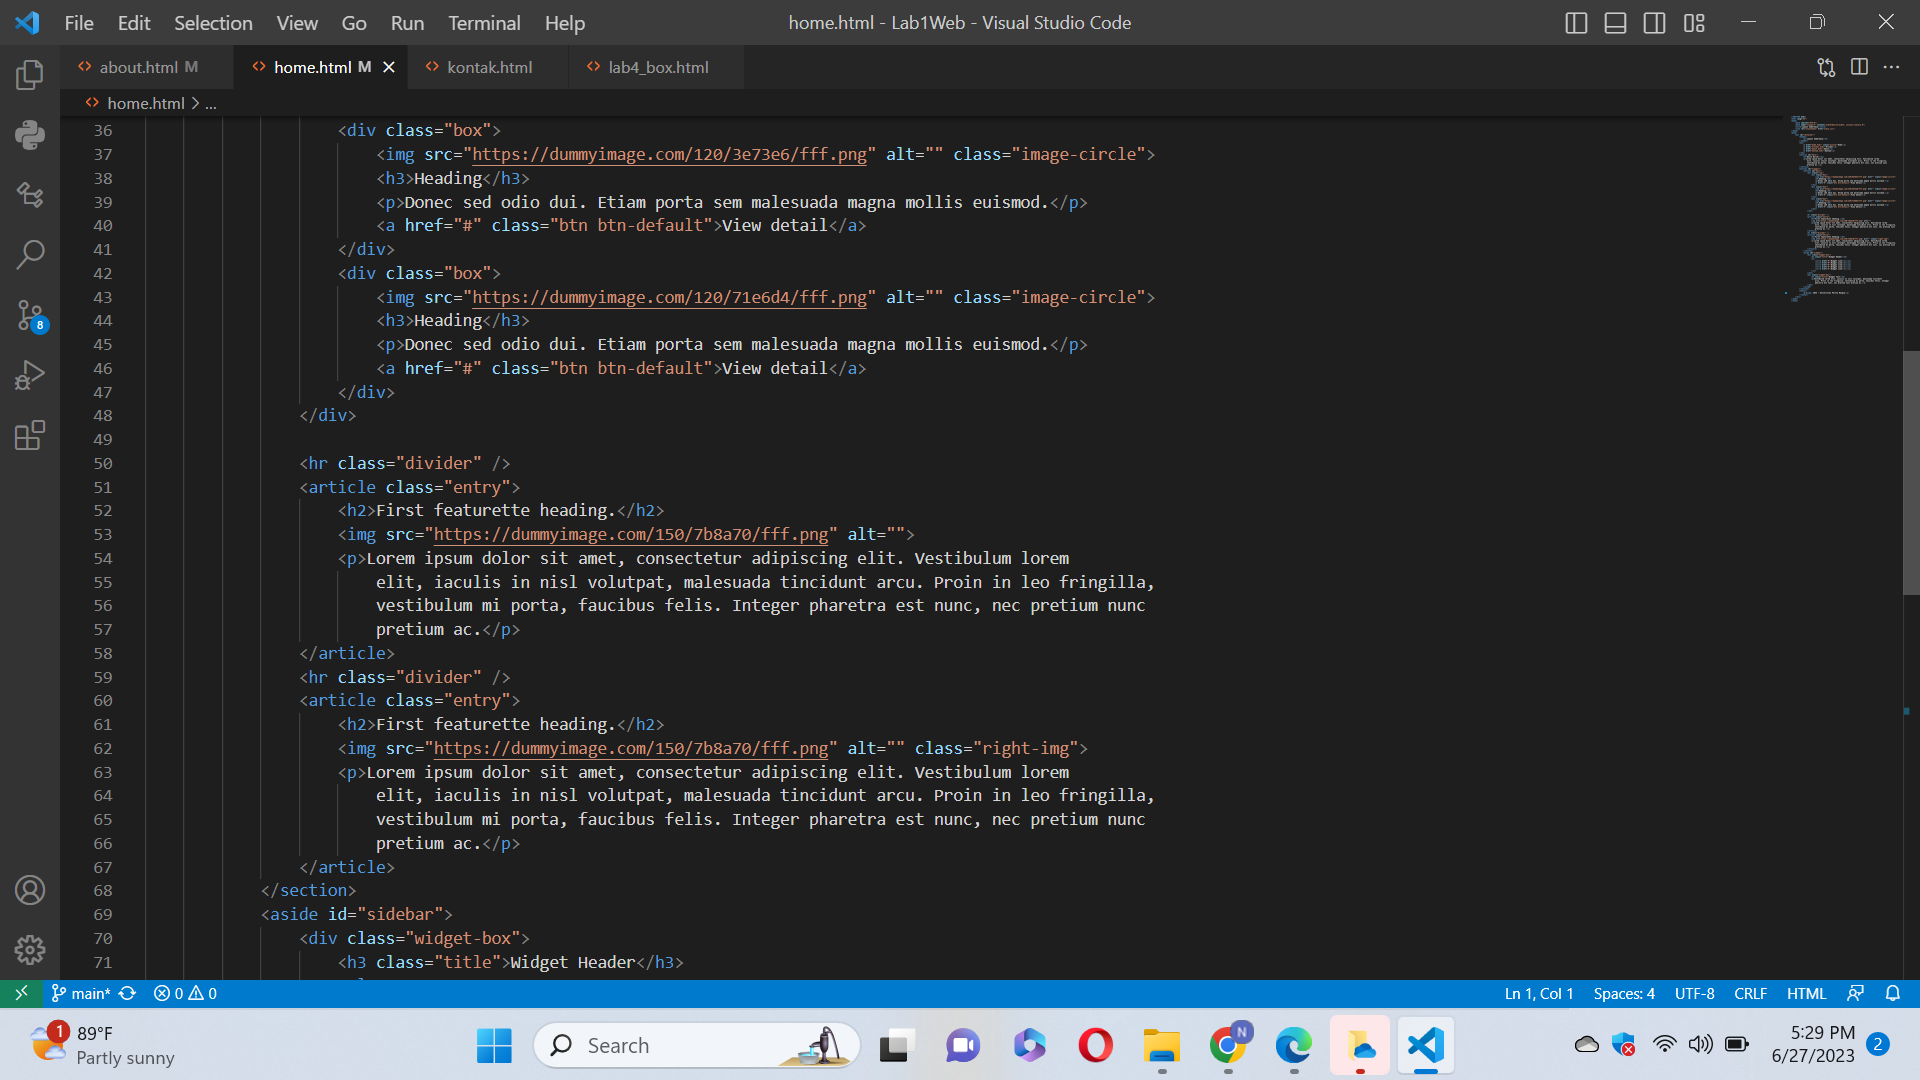 File Edit Selection View Go Run Terminal Help
home.html - Lab1Web - Visual Studio Code
about.html M
home.html M
kontak.html
lab4_box.html
home.html > ...
36 <div class="box">
37 <img src="https://dummyimage.com/120/3e73e6/fff.png" alt="" class="image-circle">
38 <h3>Heading</h3>
39 <p>Donec sed odio dui. Etiam porta sem malesuada magna mollis euismod.</p>
40 <a href="#" class="btn btn-default">View detail</a>
41 </div>
42 <div class="box">
43 <img src="https://dummyimage.com/120/71e6d4/fff.png" alt="" class="image-circle">
44 <h3>Heading</h3>
45 <p>Donec sed odio dui. Etiam porta sem malesuada magna mollis euismod.</p>
46 <a href="#" class="btn btn-default">View detail</a>
47 </div>
48 </div>
49
50 <hr class="divider" />
51 <article class="entry">
52 <h2>First featurette heading.</h2>
53 <img src="https://dummyimage.com/150/7b8a70/fff.png" alt="">
54 <p>Lorem ipsum dolor sit amet, consectetur adipiscing elit. Vestibulum lorem
55 elit, iaculis in nisl volutpat, malesuada tincidunt arcu. Proin in leo fringilla,
56 vestibulum mi porta, faucibus felis. Integer pharetra est nunc, nec pretium nunc
57 pretium ac.</p>
58 </article>
59 <hr class="divider" />
60 <article class="entry">
61 <h2>First featurette heading.</h2>
62 <img src="https://dummyimage.com/150/7b8a70/fff.png" alt="" class="right-img">
63 <p>Lorem ipsum dolor sit amet, consectetur adipiscing elit. Vestibulum lorem
64 elit, iaculis in nisl volutpat, malesuada tincidunt arcu. Proin in leo fringilla,
65 vestibulum mi porta, faucibus felis. Integer pharetra est nunc, nec pretium nunc
66 pretium ac.</p>
67 </article>
68 </section>
69 <aside id="sidebar">
70 <div class="widget-box">
71 <h3 class="title">Widget Header</h3>
8
main* 0 0
Ln 1, Col 1 Spaces: 4 UTF-8 CRLF HTML
1
89°F
Partly sunny
Search
N
5:29 PM
6/27/2023
2